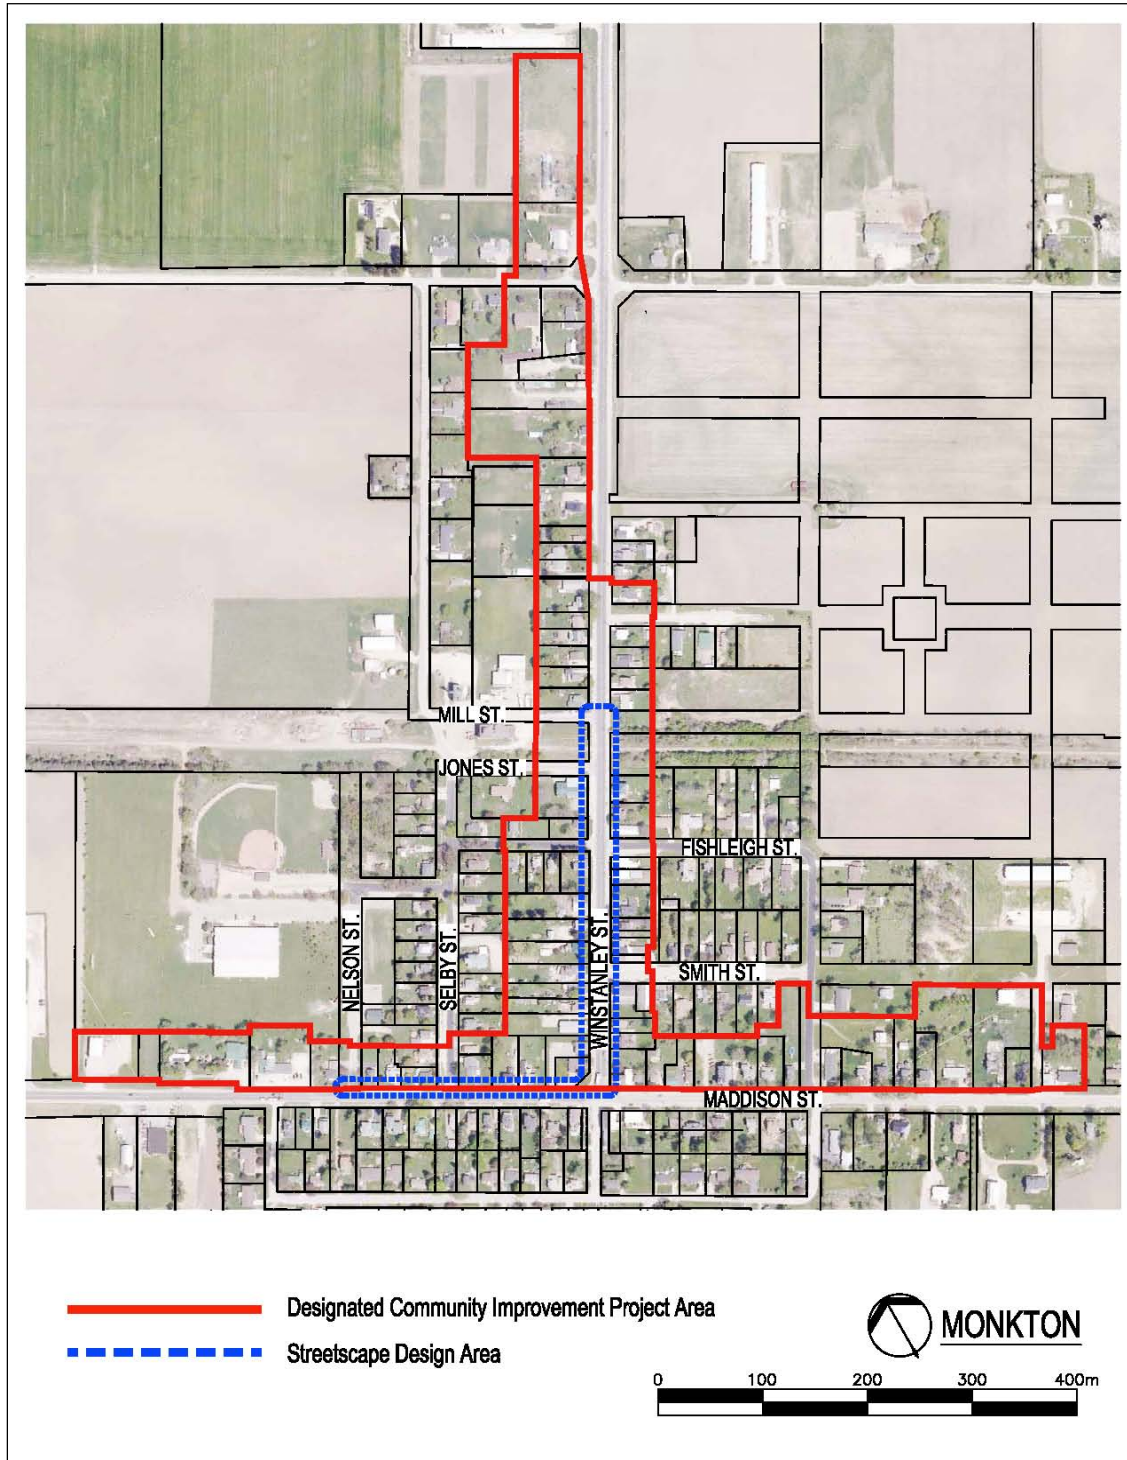 MILL ST.
JONES ST.
FISHLEIGH ST.
NELSON ST.
SELBY ST.
WINSTANLEY ST.
SMITH ST.
MADDISON ST.
Designated Community Improvement Project Area
Streetscape Design Area
MONKTON
0 100 200 300 400m